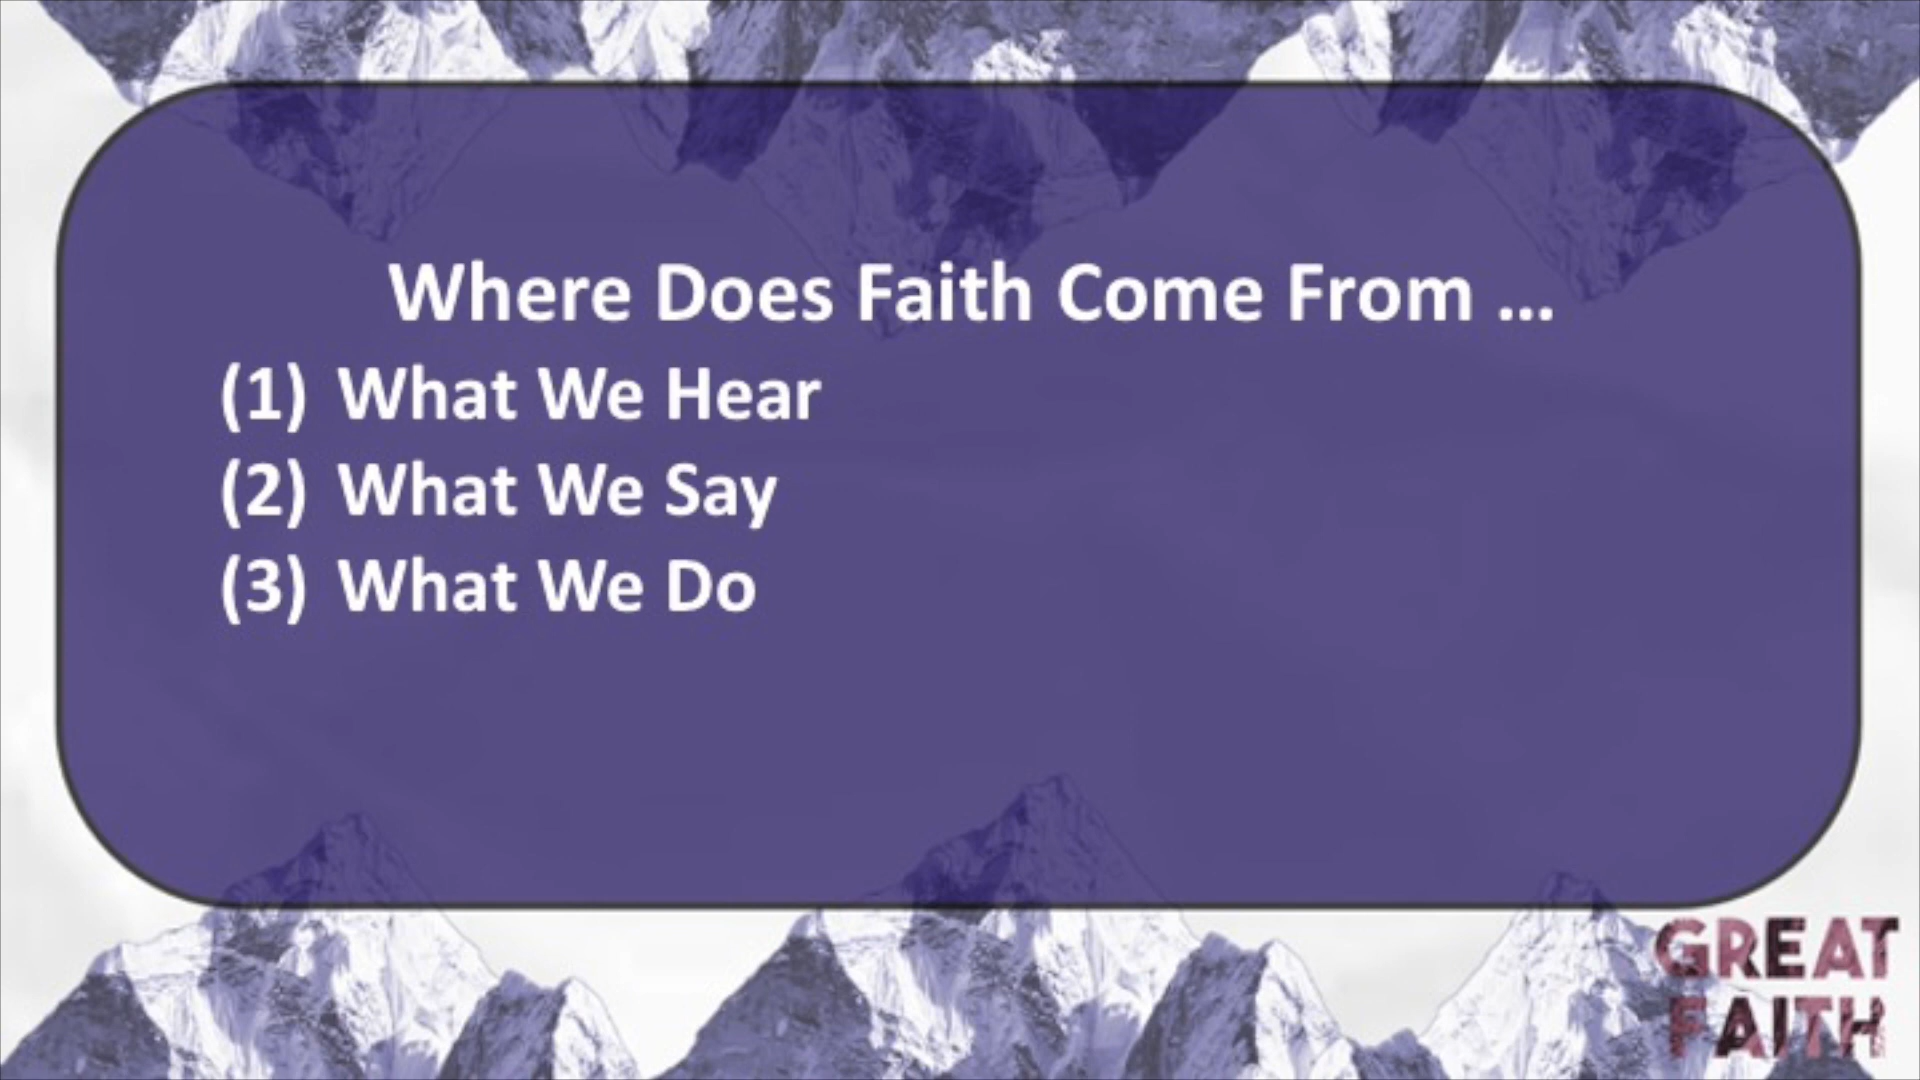 Where Does Faith Come From ...
(1) What We Hear
(2) What We Say
(3) What We Do
GREAT
FAITH